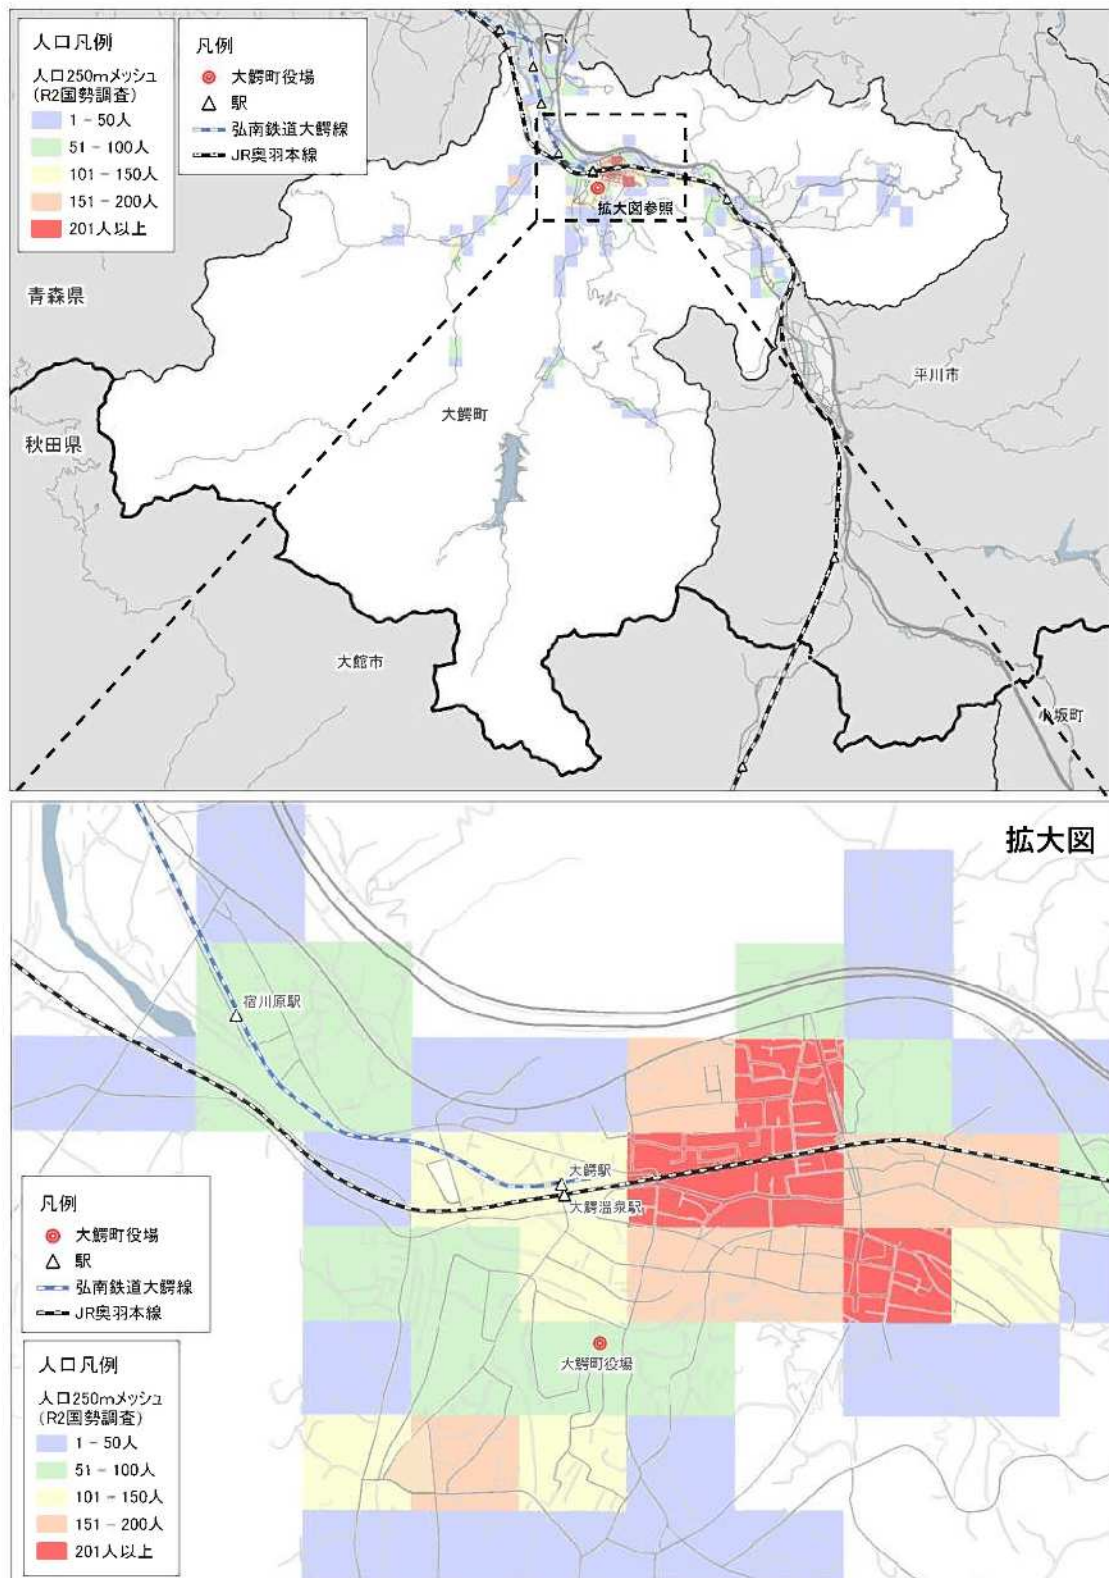 人口凡例
人口250mメッシュ
(R2国勢調査)
1－50人
51－100人
101－150人
151－200人
201人以上
凡例
大鰐町役場
駅
弘南鉄道大鰐線
JR奥羽本線
拡大図参照
青森県
秋田県
大鰐町
平川市
大館市
小坂町
拡大図
宿川原駅
大鰐駅
大鰐温泉駅
大鰐町役場
凡例
大鰐町役場
駅
弘南鉄道大鰐線
JR奥羽本線
人口凡例
人口250mメッシュ
(R2国勢調査)
1－50人
51－100人
101－150人
151－200人
201人以上